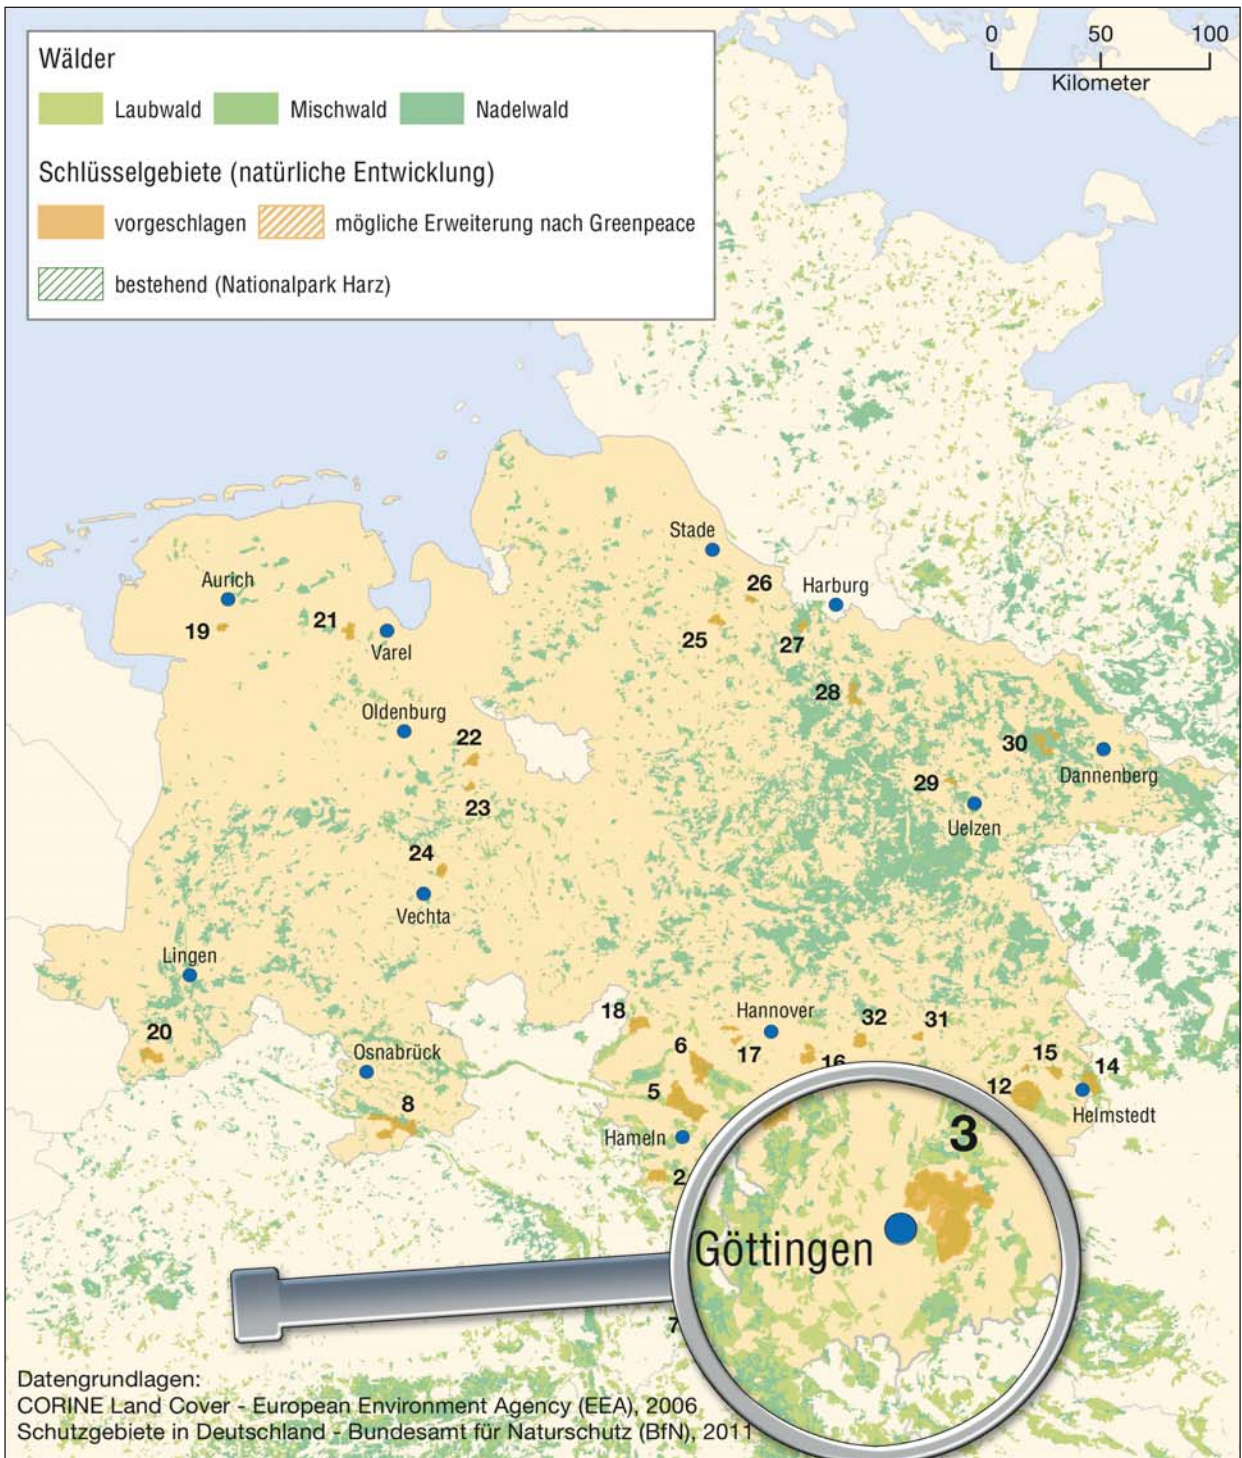 Wälder
Laubwald Mischwald Nadelwald
Schlüsselgebiete (natürliche Entwicklung)
vorgeschlagen mögliche Erweiterung nach Greenpeace
bestehend (Nationalpark Harz)
0 50 100
Kilometer
Stade
26
Harburg
Aurich
19
21
25
27
Varel
28
Oldenburg
22
30
Dannenberg
29
23
Uelzen
24
Vechta
Lingen
18
Hannover
32
31
20
6
17
16
15
14
Osnabrück
5
12
8
Helmstedt
Hameln
3
2
Göttingen
7
Datengrundlagen:
CORINE Land Cover - European Environment Agency (EEA), 2006
Schutzgebiete in Deutschland - Bundesamt für Naturschutz (BfN), 2011